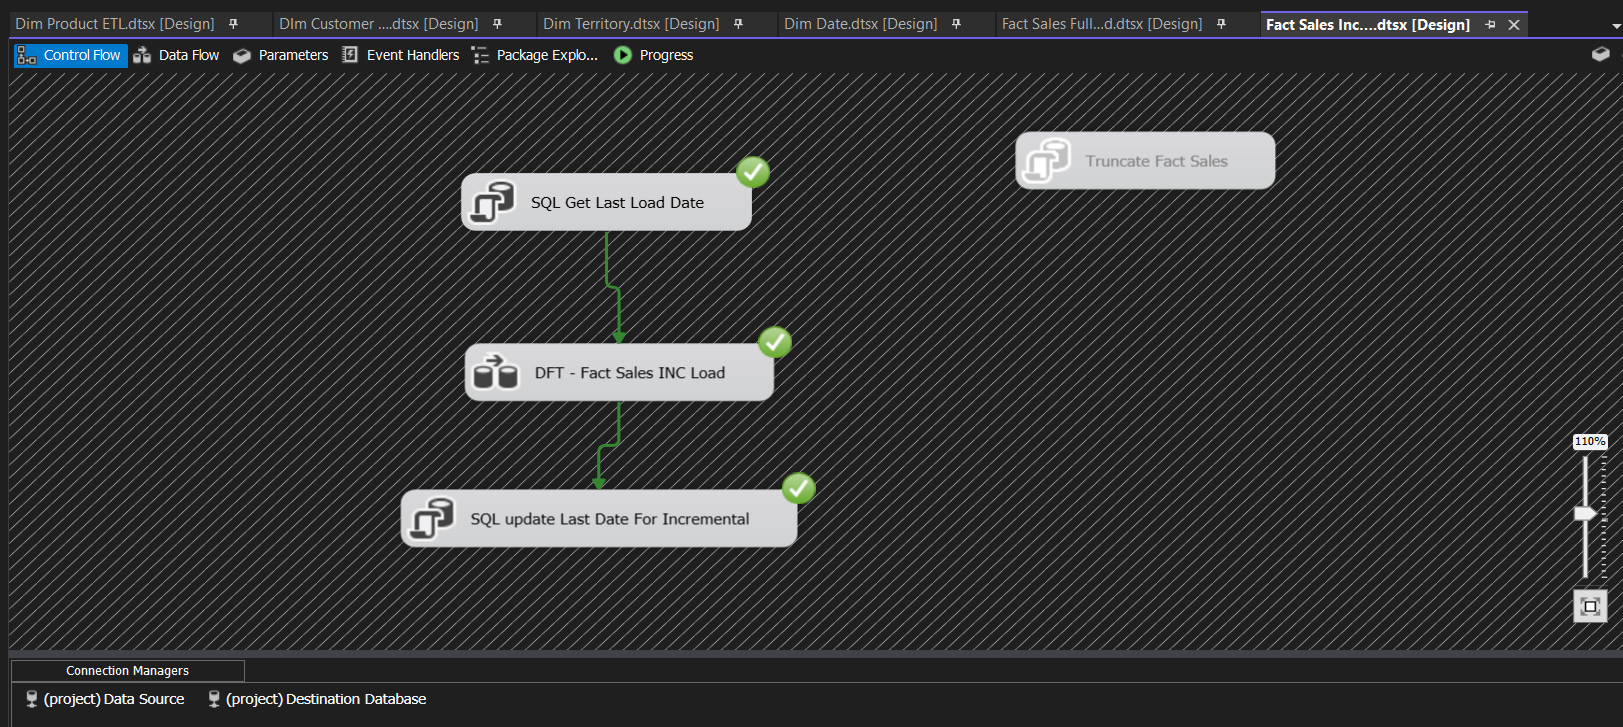 Dim Product ETL.dtsx [Design]
DIm Customer ....dtsx [Design]
Dim Territory.dtsx [Design]
Dim Date.dtsx [Design]
Fact Sales Full...d.dtsx [Design]
Fact Sales Inc....dtsx [Design]
Control Flow
Data Flow
Parameters
Event Handlers
Package Explo...
Progress
Truncate Fact Sales
SQL Get Last Load Date
DFT - Fact Sales INC Load
110%
SQL update Last Date For Incremental
Connection Managers
(project) Data Source
(project) Destination Database